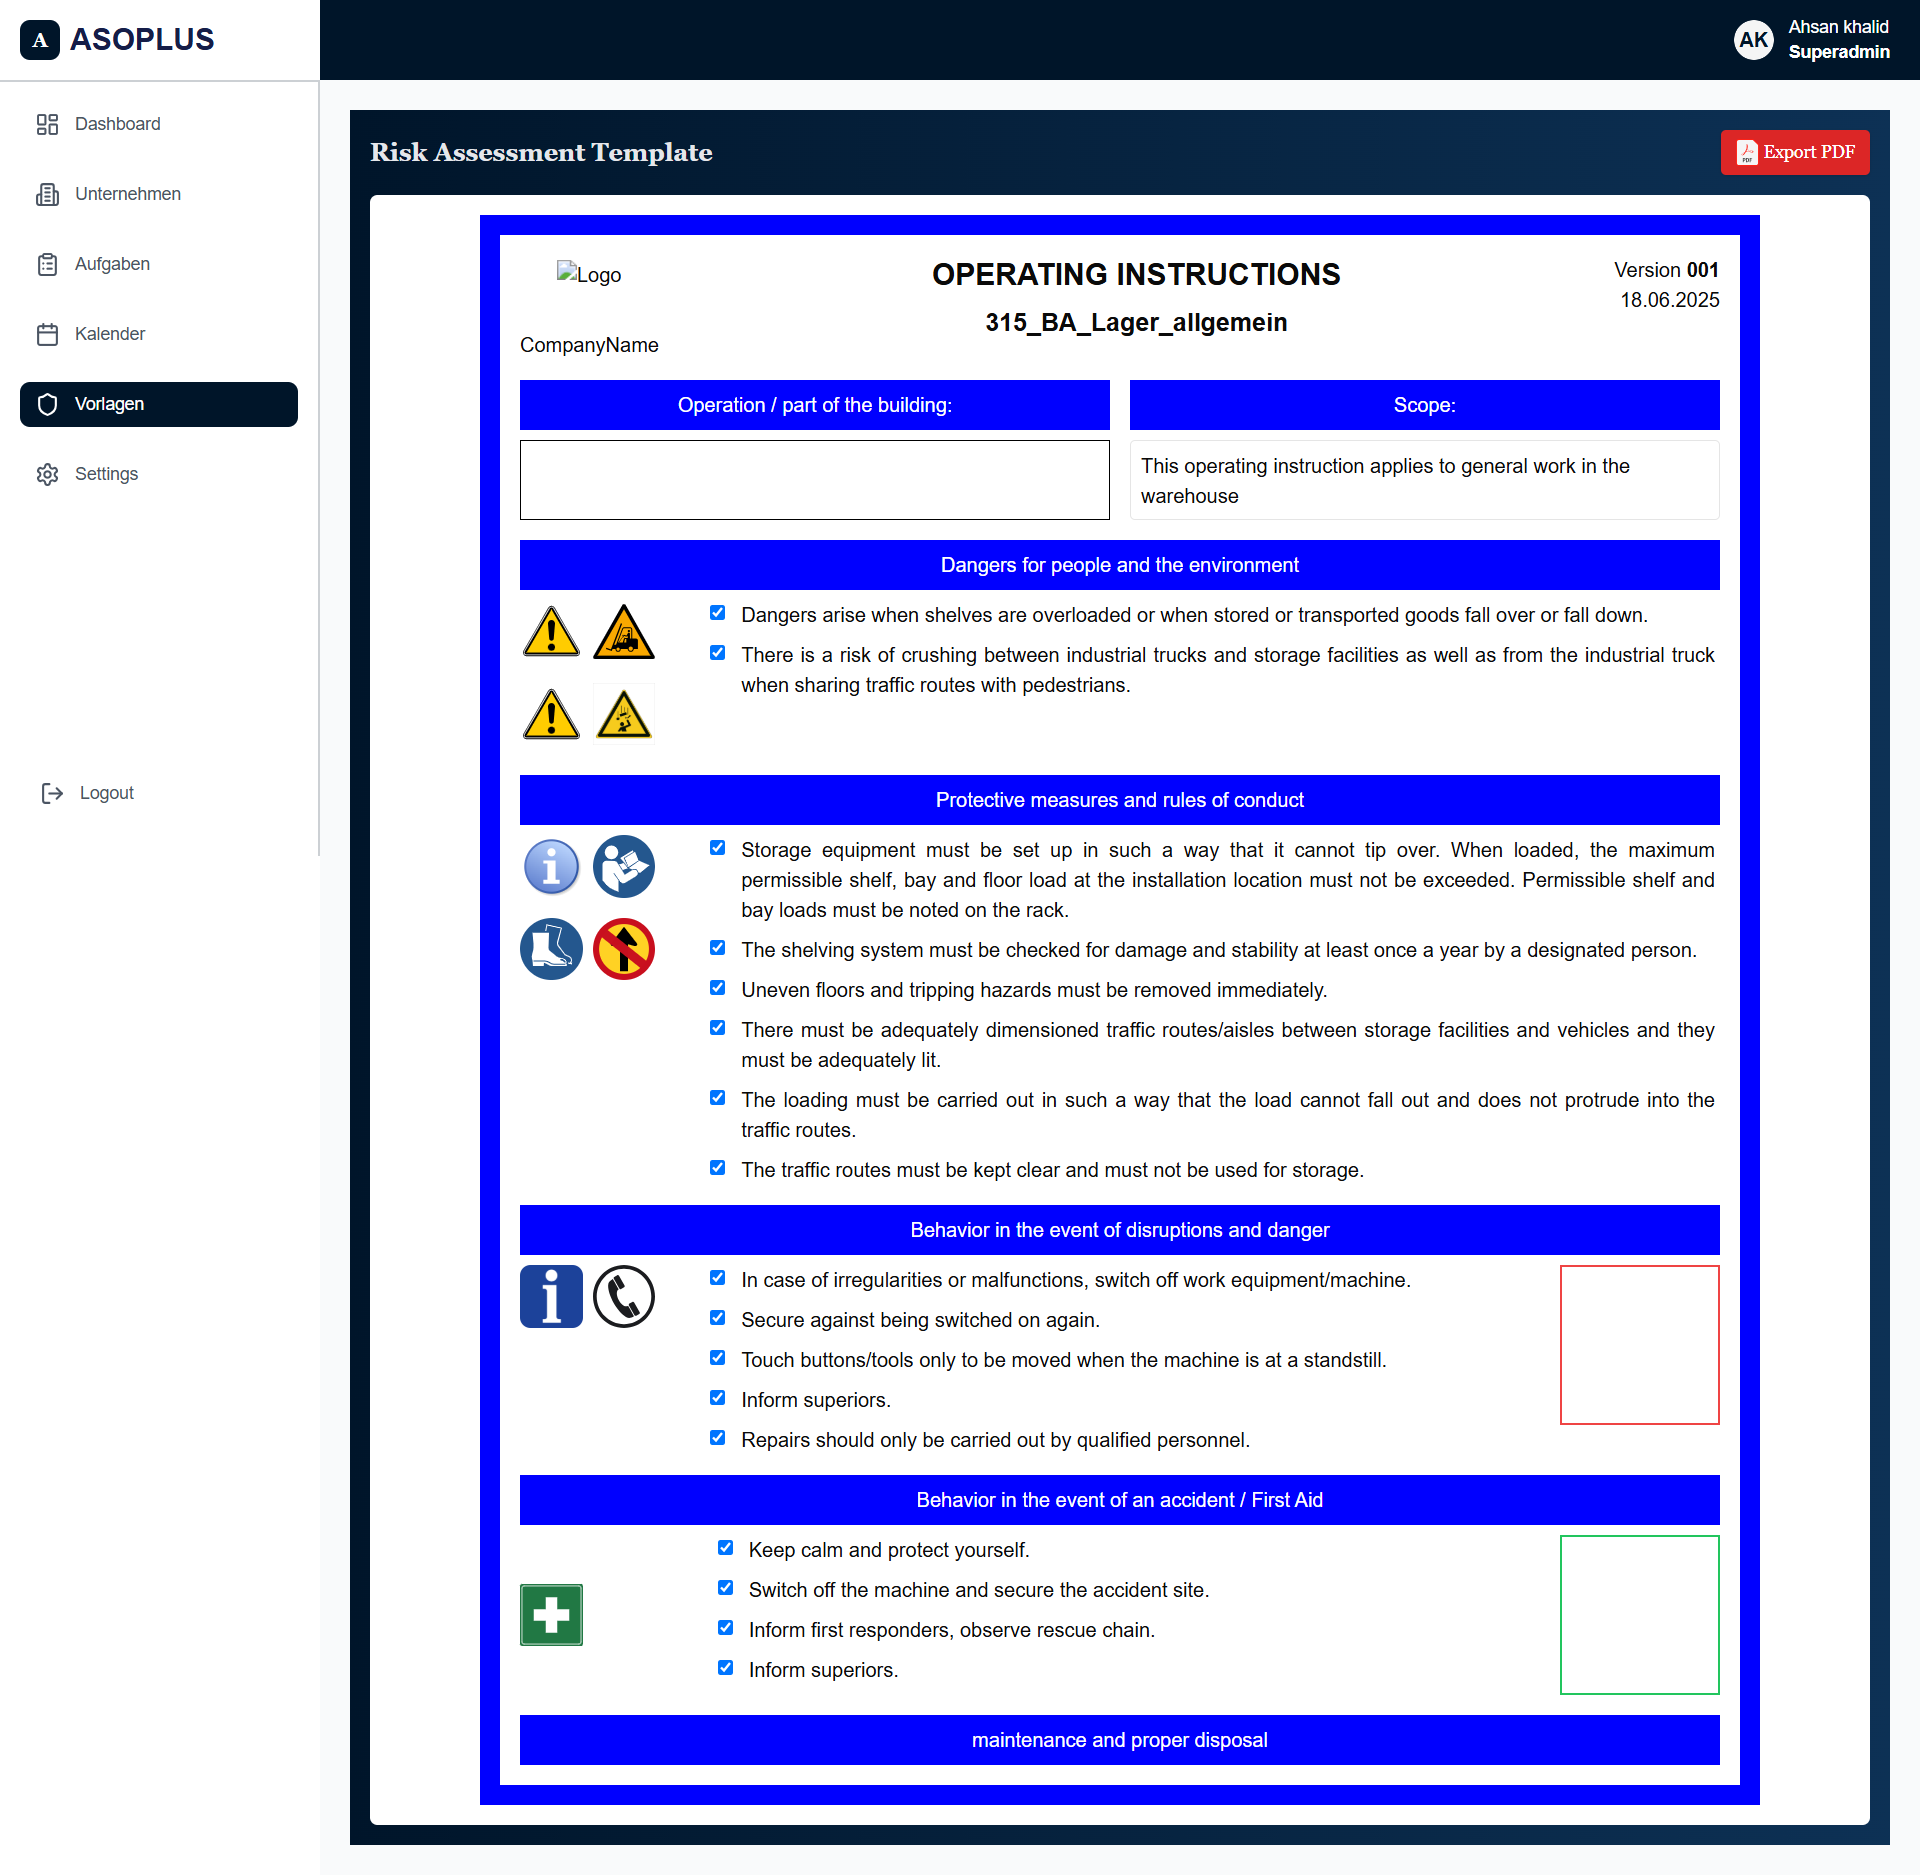 A ASOPLUS
AK
Ahsan khalid
Superadmin
Dashboard
Unternehmen
Aufgaben
Kalender
Vorlagen
Settings
Logout
Risk Assessment Template
PDF
Export PDF
Logo
CompanyName
OPERATING INSTRUCTIONS
315_BA_Lager_allgemein
Version 001
18.06.2025
Operation / part of the building:
Scope:
This operating instruction applies to general work in the
warehouse
Dangers for people and the environment
Dangers arise when shelves are overloaded or when stored or transported goods fall over or fall down.
There is a risk of crushing between industrial trucks and storage facilities as well as from the industrial truck
when sharing traffic routes with pedestrians.
Protective measures and rules of conduct
Storage equipment must be set up in such a way that it cannot tip over. When loaded, the maximum
permissible shelf, bay and floor load at the installation location must not be exceeded. Permissible shelf and
bay loads must be noted on the rack.
The shelving system must be checked for damage and stability at least once a year by a designated person.
Uneven floors and tripping hazards must be removed immediately.
There must be adequately dimensioned traffic routes/aisles between storage facilities and vehicles and they
must be adequately lit.
The loading must be carried out in such a way that the load cannot fall out and does not protrude into the
traffic routes.
The traffic routes must be kept clear and must not be used for storage.
Behavior in the event of disruptions and danger
In case of irregularities or malfunctions, switch off work equipment/machine.
Secure against being switched on again.
Touch buttons/tools only to be moved when the machine is at a standstill.
Inform superiors.
Repairs should only be carried out by qualified personnel.
Behavior in the event of an accident / First Aid
Keep calm and protect yourself.
Switch off the machine and secure the accident site.
Inform first responders, observe rescue chain.
Inform superiors.
maintenance and proper disposal